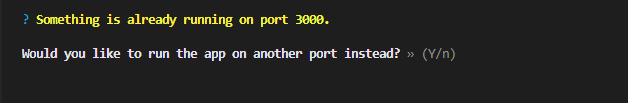 ? Something is already running on port 3000.
Would you like to run the app on another port instead? » (Y/n)